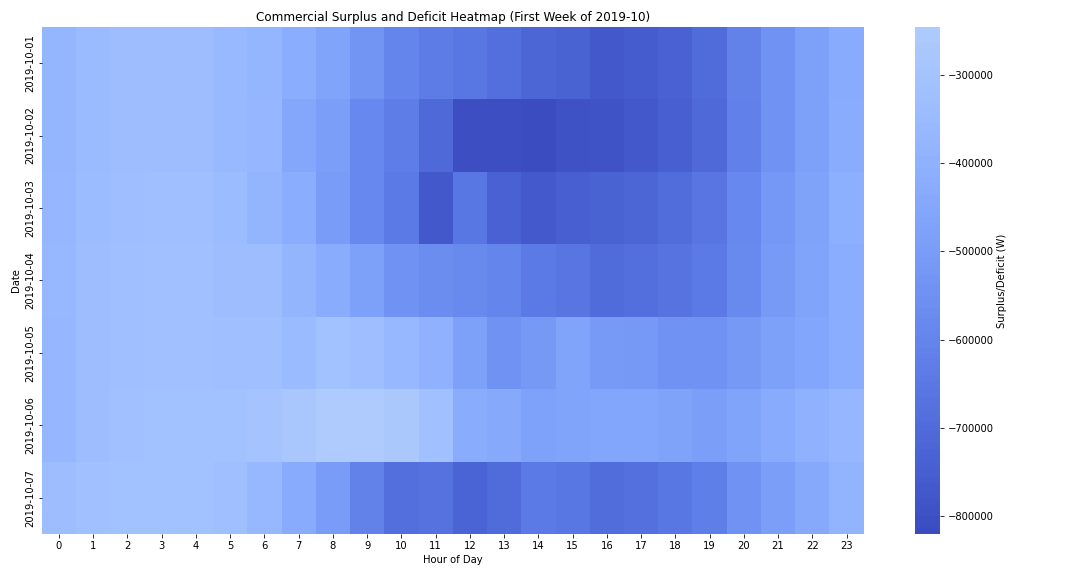 Commercial Surplus and Deficit Heatmap (First Week of 2019-10)
Date
2019-10-01
2019-10-02
2019-10-03
2019-10-04
2019-10-05
2019-10-06
2019-10-07
0 1 2 3 4 5 6 7 8 9 10 11 12 13 14 15 16 17 18 19 20 21 22 23
Hour of Day
−300000
−400000
−500000
−600000
−700000
−800000
Surplus/Deficit (W)